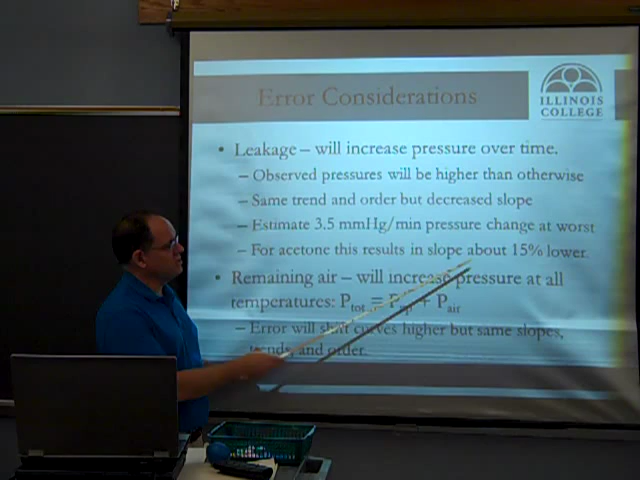 Error Considerations
ILLINOIS
COLLEGE
• Leakage – will increase pressure over time.
– Observed pressures will be higher than otherwise
– Same trend and order but decreased slope
– Estimate 3.5 mmHg/min pressure change at worst
– For acetone this results in slope about 15% lower.
• Remaining air – will increase pressure at all
temperatures: Ptot = Pvp + Pair
– Error will shift curves higher but same slopes,
trends, and order.